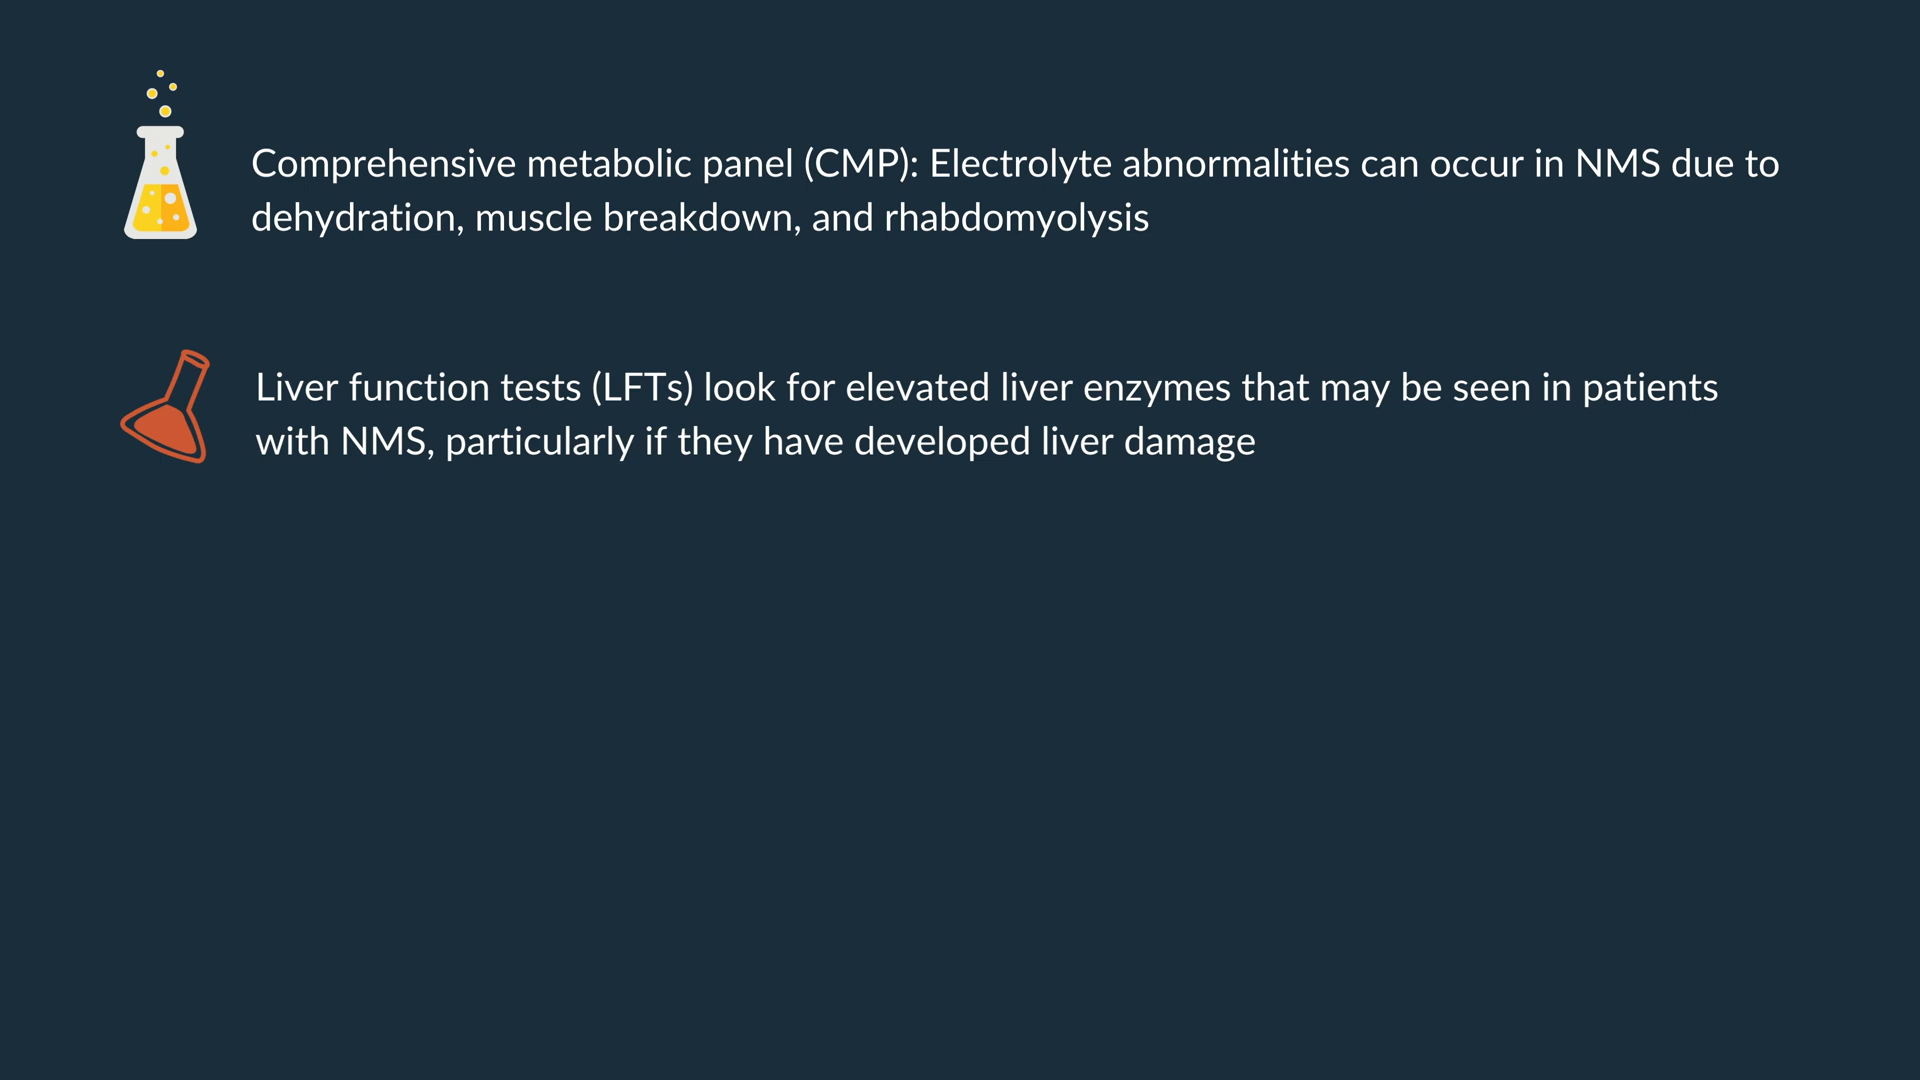 Comprehensive metabolic panel (CMP): Electrolyte abnormalities can occur in NMS due to
dehydration, muscle breakdown, and rhabdomyolysis
Liver function tests (LFTs) look for elevated liver enzymes that may be seen in patients
with NMS, particularly if they have developed liver damage